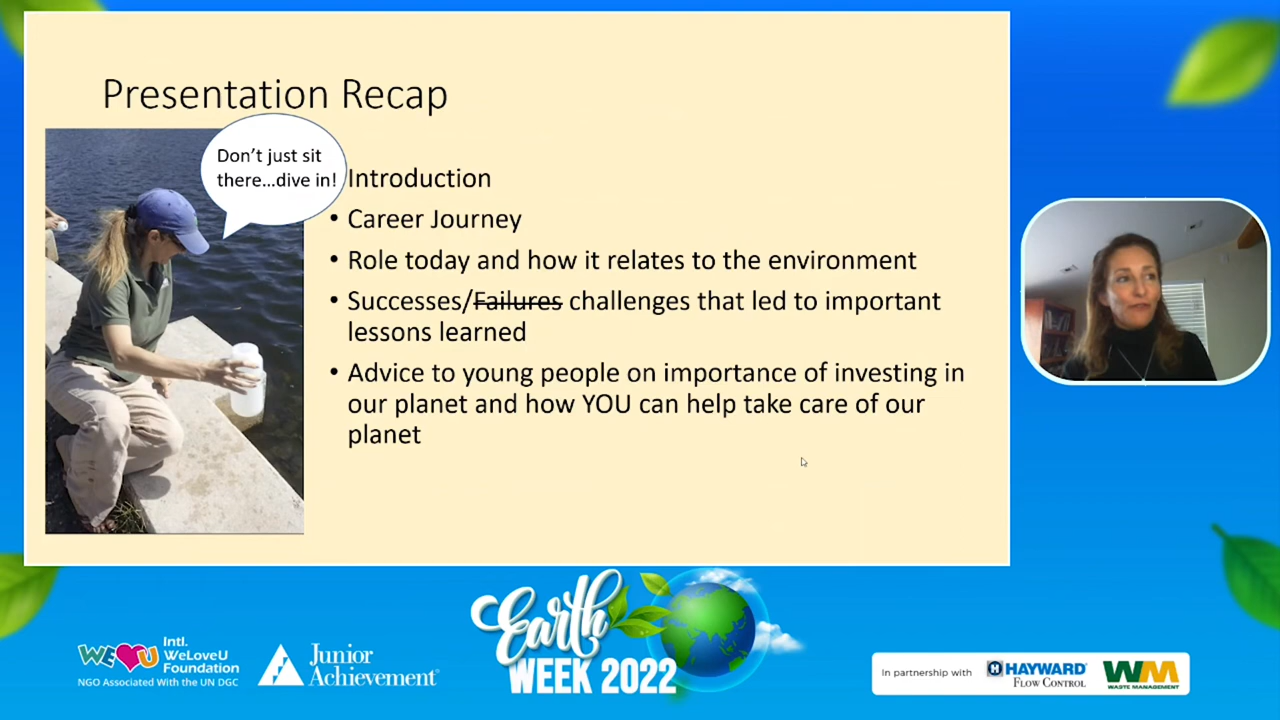 Presentation Recap
Don't just sit
there...dive in!
Introduction
• Career Journey
• Role today and how it relates to the environment
• Successes/Failures challenges that led to important
lessons learned
• Advice to young people on importance of investing in
our planet and how YOU can help take care of our
planet
Earth
WEEK 2022
WE U
Intl.
WeLoveU
Foundation
NGO Associated With the UN DGC
Junior
Achievement®
In partnership with
H HAYWARD
FLOW CONTROL
WM
WASTE MANAGEMENT